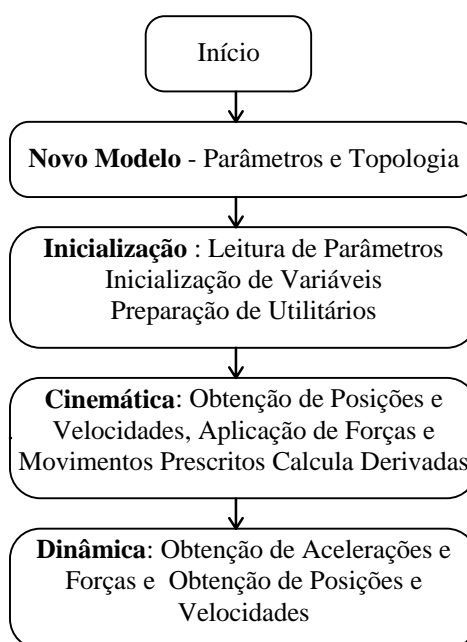 Início
Novo Modelo - Parâmetros e Topologia
Inicialização : Leitura de Parâmetros
Inicialização de Variáveis
Preparação de Utilitários
Cinemática: Obtenção de Posições e
Velocidades, Aplicação de Forças e
Movimentos Prescritos Calcula Derivadas
Dinâmica: Obtenção de Acelerações e
Forças e Obtenção de Posições e
Velocidades